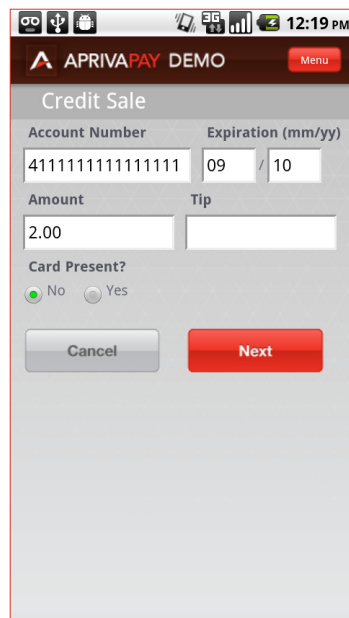 3G 12:19 PM
APRIVAPAY DEMO Menu
Credit Sale
Account Number Expiration (mm/yy)
4111111111111111 09 / 10
Amount Tip
2.00
Card Present?
No Yes
Cancel Next